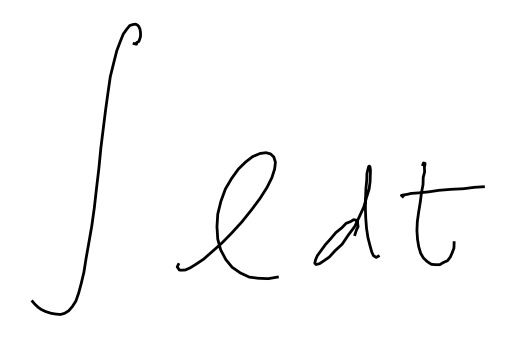 ∫ ℓ dt